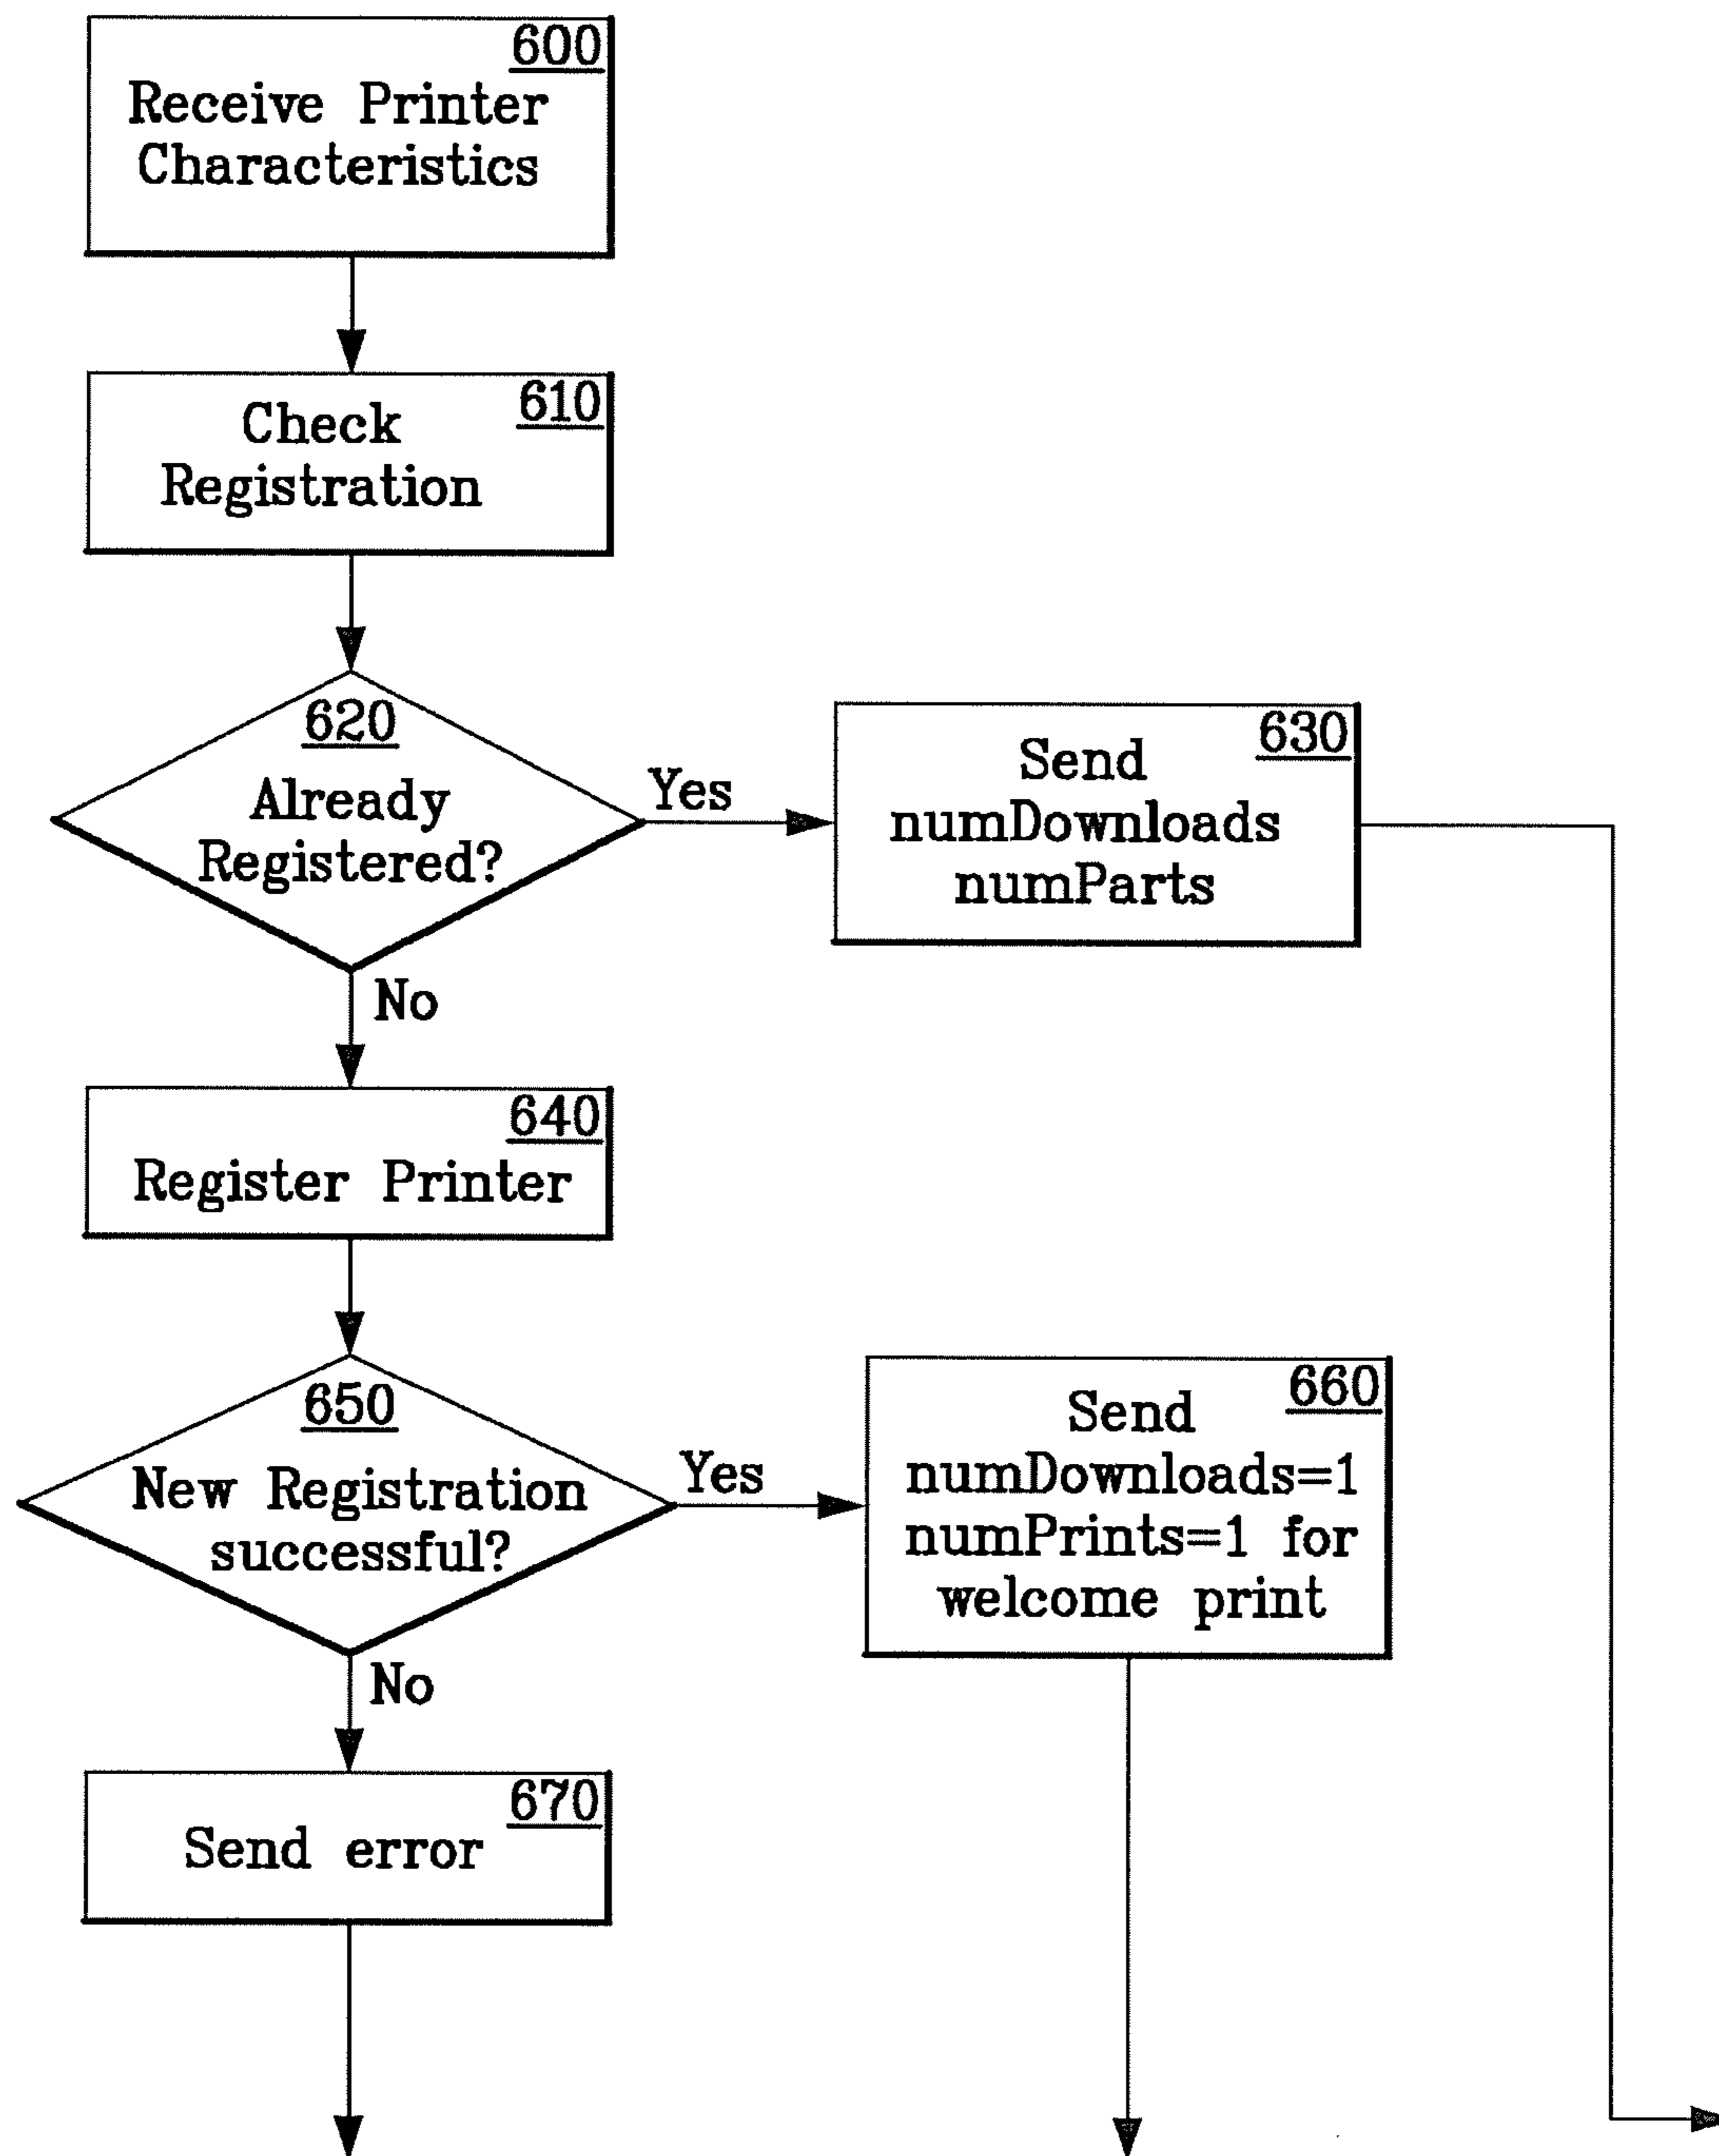 600
Receive Printer
Characteristics
610
Check
Registration
620
Already
Registered?
Yes
630
Send
numDownloads
numParts
No
640
Register Printer
650
New Registration
successful?
Yes
660
Send
numDownloads=1
numPrints=1 for
welcome print
No
670
Send error